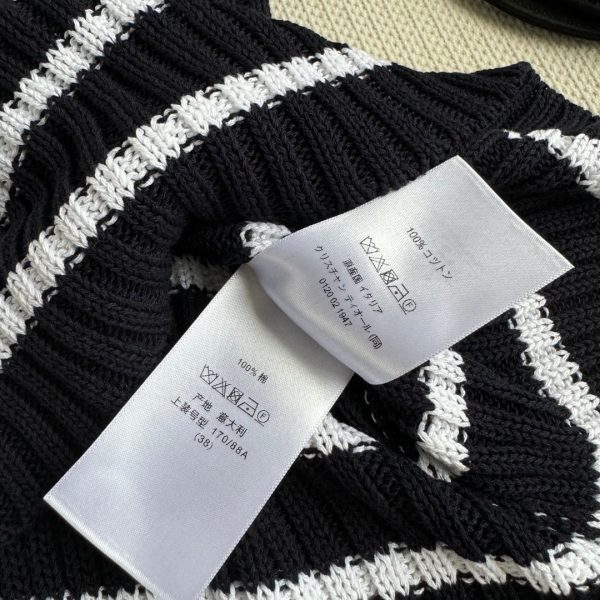 100% コットン
原産国 イタリア
クリスチャン ディオール (同)
0120 02 1947
100% 棉
产地 意大利
上装号型 170/88A
(38)